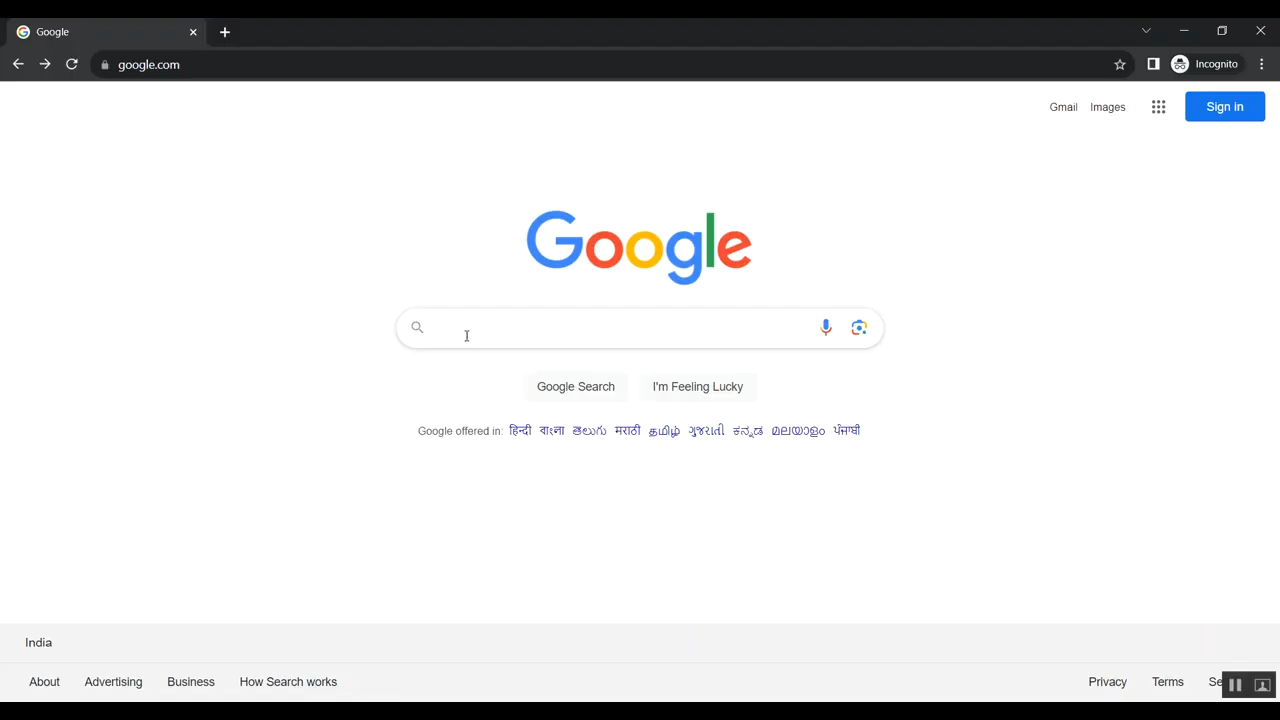 Google
google.com
Incognito
Gmail Images Sign in
Google
Google Search I'm Feeling Lucky
Google offered in: हिन्दी বাংলা తెలుగు मराठी தமிழ் ગુજરાતી ಕನ್ನಡ മലയാളം ਪੰਜਾਬੀ
India
About Advertising Business How Search works Privacy Terms